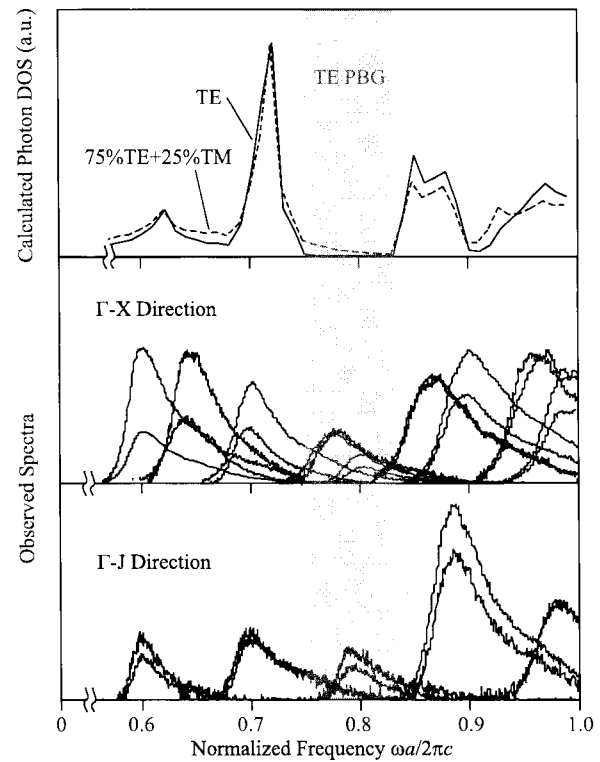 Calculated Photon DOS (a.u.)
TE PBG
TE
75%TE+25%TM
Observed Spectra
Γ-X Direction
Γ-J Direction
0 0.6 0.7 0.8 0.9 1.0
Normalized Frequency ωa/2πc